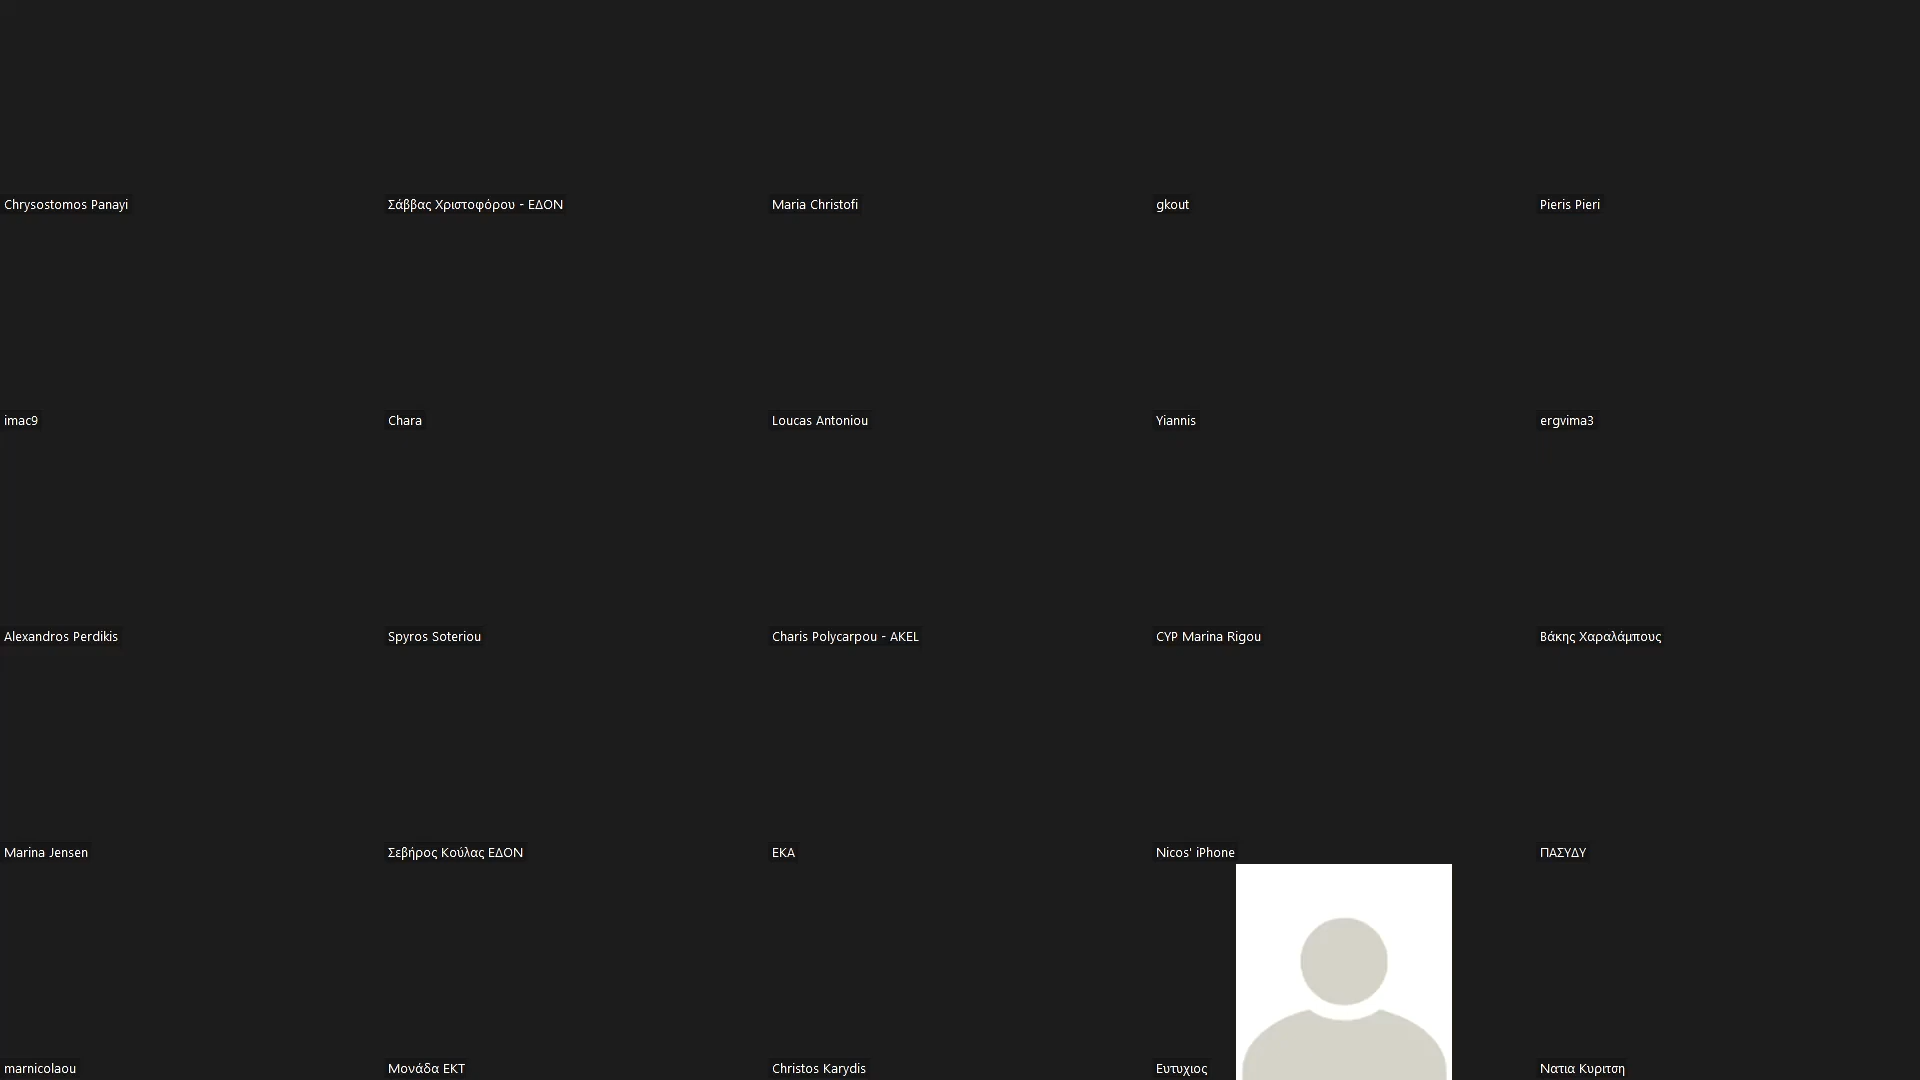 Chrysostomos Panayi
Σάββας Χριστοφόρου - ΕΔΟΝ
Maria Christofi
gkout
Pieris Pieri
imac9
Chara
Loucas Antoniou
Yiannis
ergvima3
Alexandros Perdikis
Spyros Soteriou
Charis Polycarpou - AKEL
CYP Marina Rigou
Βάκης Χαραλάμπους
Marina Jensen
Σεβήρος Κούλας ΕΔΟΝ
EKA
Nicos' iPhone
ΠΑΣΥΔΥ
marnicolaou
Μονάδα ΕΚΤ
Christos Karydis
Ευτυχιος
Νατια Κυριτση